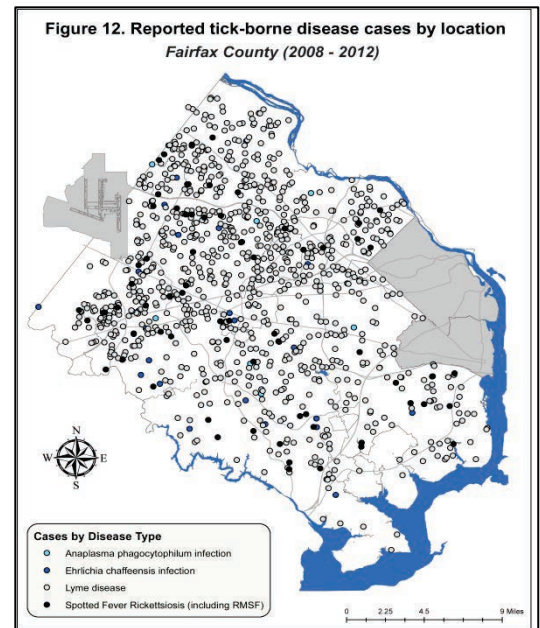 Figure 12. Reported tick-borne disease cases by location
Fairfax County (2008 - 2012)
N
W E
S
Cases by Disease Type
Anaplasma phagocytophilum infection
Ehrlichia chaffeensis infection
Lyme disease
Spotted Fever Rickettsiosis (including RMSF)
0 2.25 4.5 9 Miles